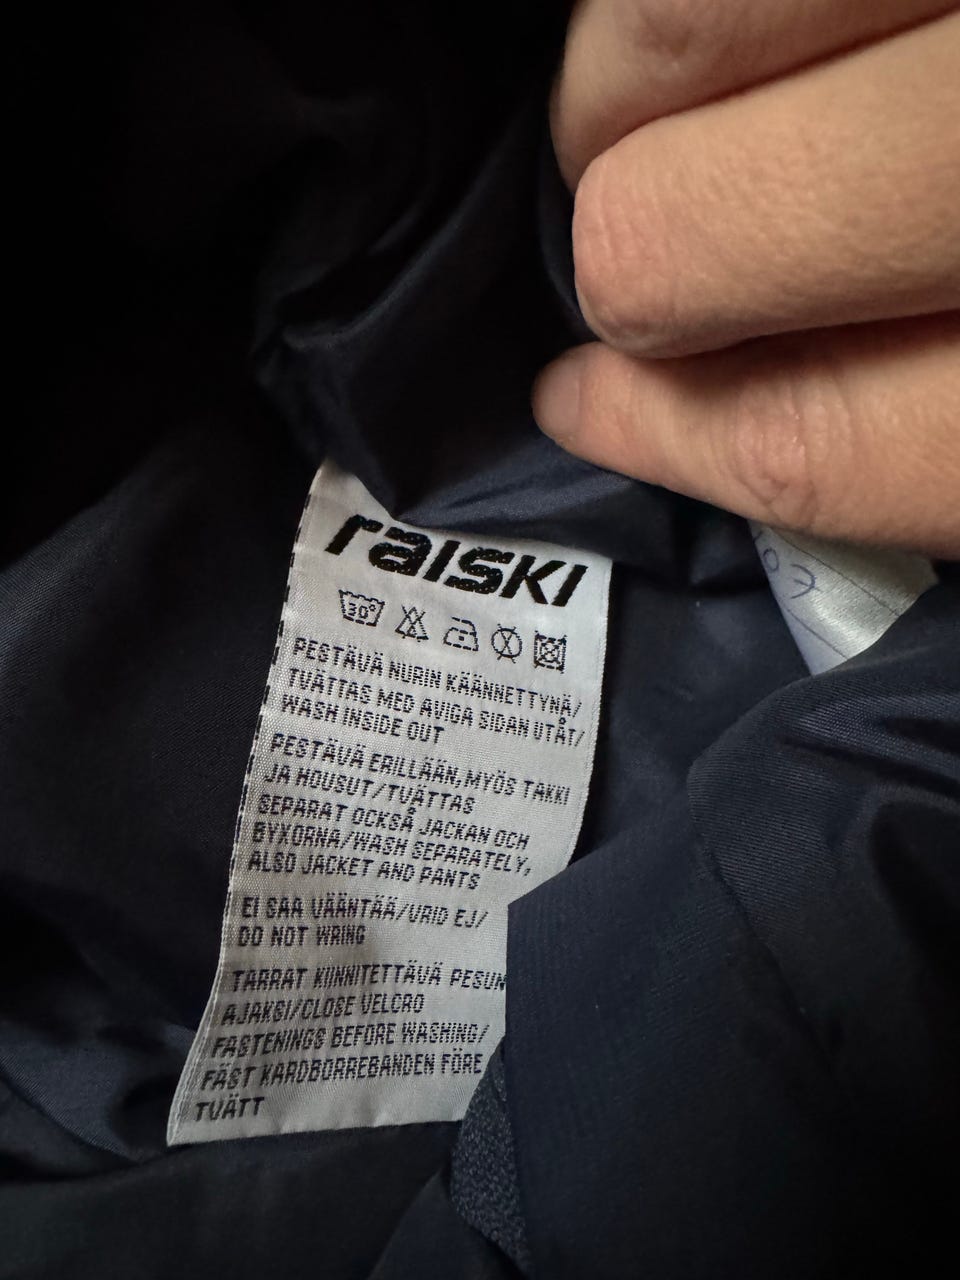 raiski
30°
PESTÄVÄ NURIN KÄÄNNETTYNÄ/
TVÄTTAS MED AVIGA SIDAN UTÅT/
WASH INSIDE OUT
PESTÄVÄ ERILLÄÄN, MYÖS TAKKI
JA HOUSUT/TVÄTTAS
SEPARAT OCKSÅ JACKAN OCH
BYXORNA/WASH SEPARATELY,
ALSO JACKET AND PANTS
EI SAA VÄÄNTÄÄ/VRID EJ/
DO NOT WRING
TARRAT KIINNITETTÄVÄ PESUN
AJAKSI/CLOSE VELCRO
FASTENINGS BEFORE WASHING/
FÄST KARDBORREBANDEN FÖRE
TVÄTT